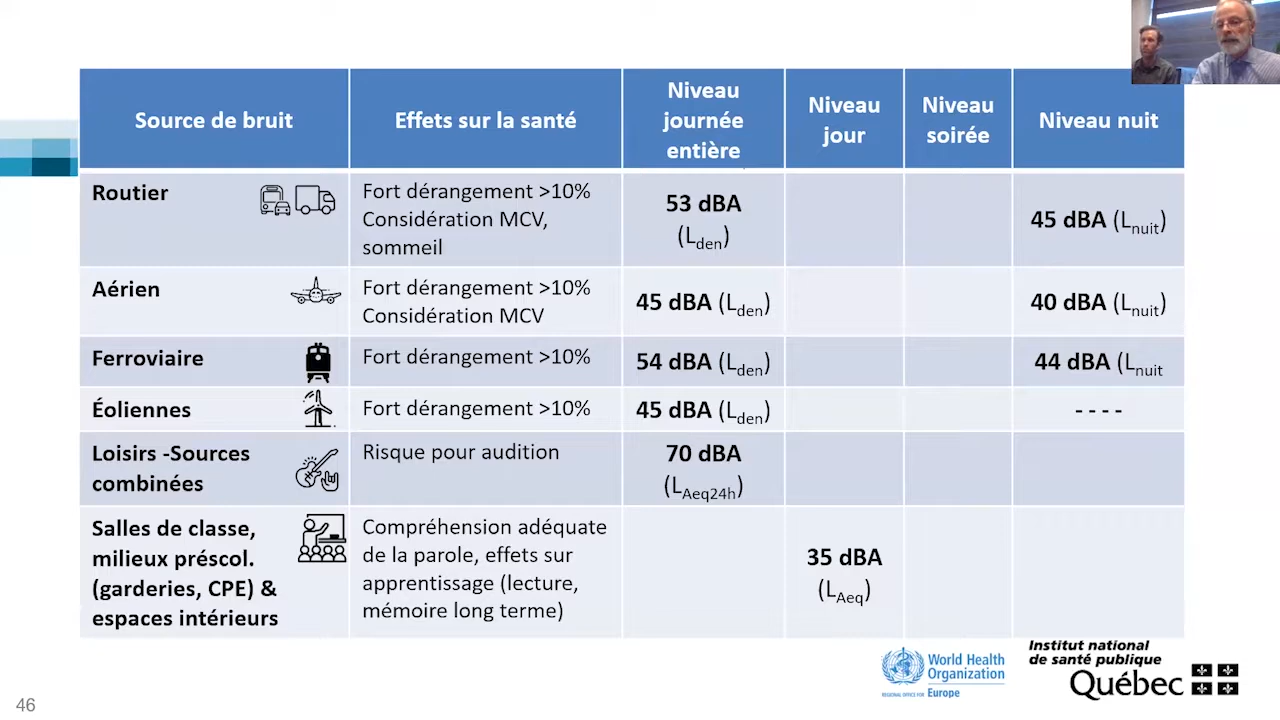 Source de bruit
Effets sur la santé
Niveau
journée
entière
Niveau
jour
Niveau
soirée
Niveau nuit
Routier
Fort dérangement >10%
Considération MCV,
sommeil
53 dBA
(Lden)
45 dBA (Lnuit)
Aérien
Fort dérangement >10%
Considération MCV
45 dBA (Lden)
40 dBA (Lnuit)
Ferroviaire
Fort dérangement >10%
54 dBA (Lden)
44 dBA (Lnuit
Éoliennes
Fort dérangement >10%
45 dBA (Lden)
- - - -
Loisirs -Sources
combinées
Risque pour audition
70 dBA
(LAeq24h)
Salles de classe,
milieux préscol.
(garderies, CPE) &
espaces intérieurs
Compréhension adéquate
de la parole, effets sur
apprentissage (lecture,
mémoire long terme)
35 dBA
(LAeq)
World Health
Organization
REGIONAL OFFICE FOR Europe
Institut national
de santé publique
Québec
46